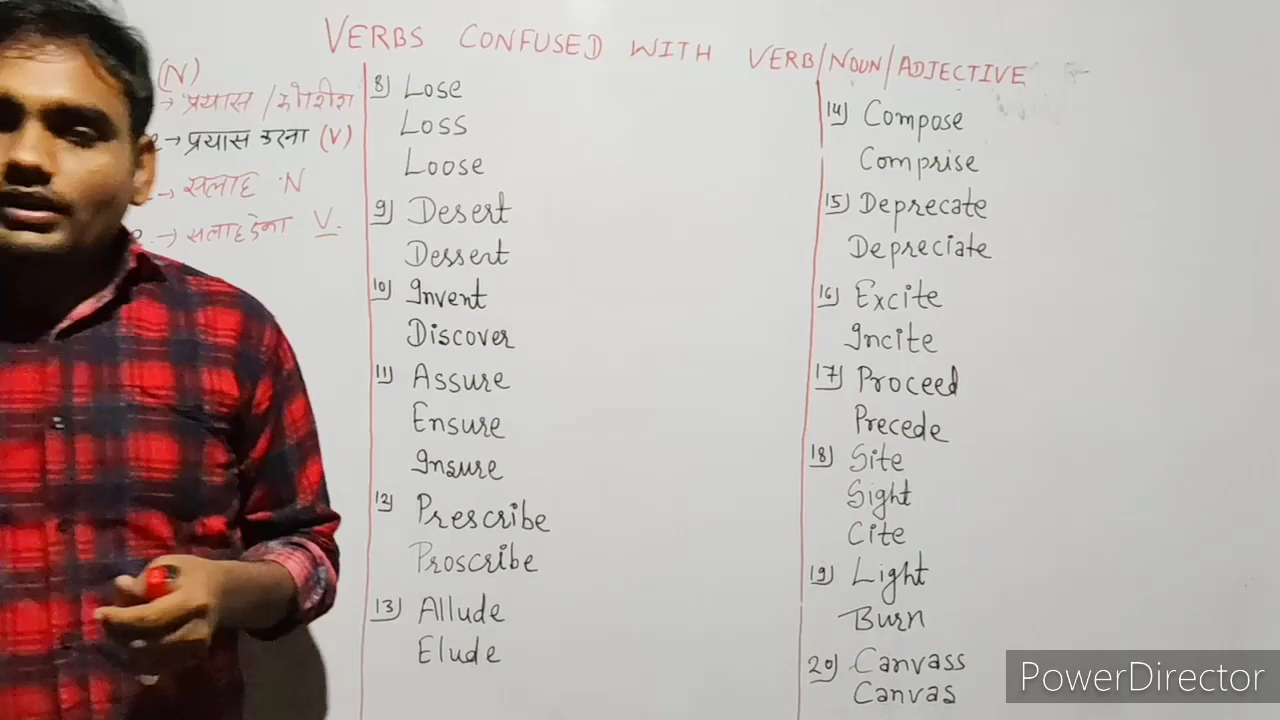 VERBS CONFUSED WITH VERB/NOUN/ADJECTIVE
(N)
→ प्रयास / कोशिश
e → प्रयास करना (V)
→ सलाह N
e. → सलाह देना V.
8) Lose
Loss
Loose
9) Desert
Dessert
10) Invent
Discover
11) Assure
Ensure
Insure
12) Prescribe
Proscribe
13) Allude
Elude
14) Compose
Comprise
15) Deprecate
Depreciate
16) Excite
Incite
17) Proceed
Precede
18) Site
Sight
Cite
19) Light
Burn
20) Canvass
Canvas
PowerDirector